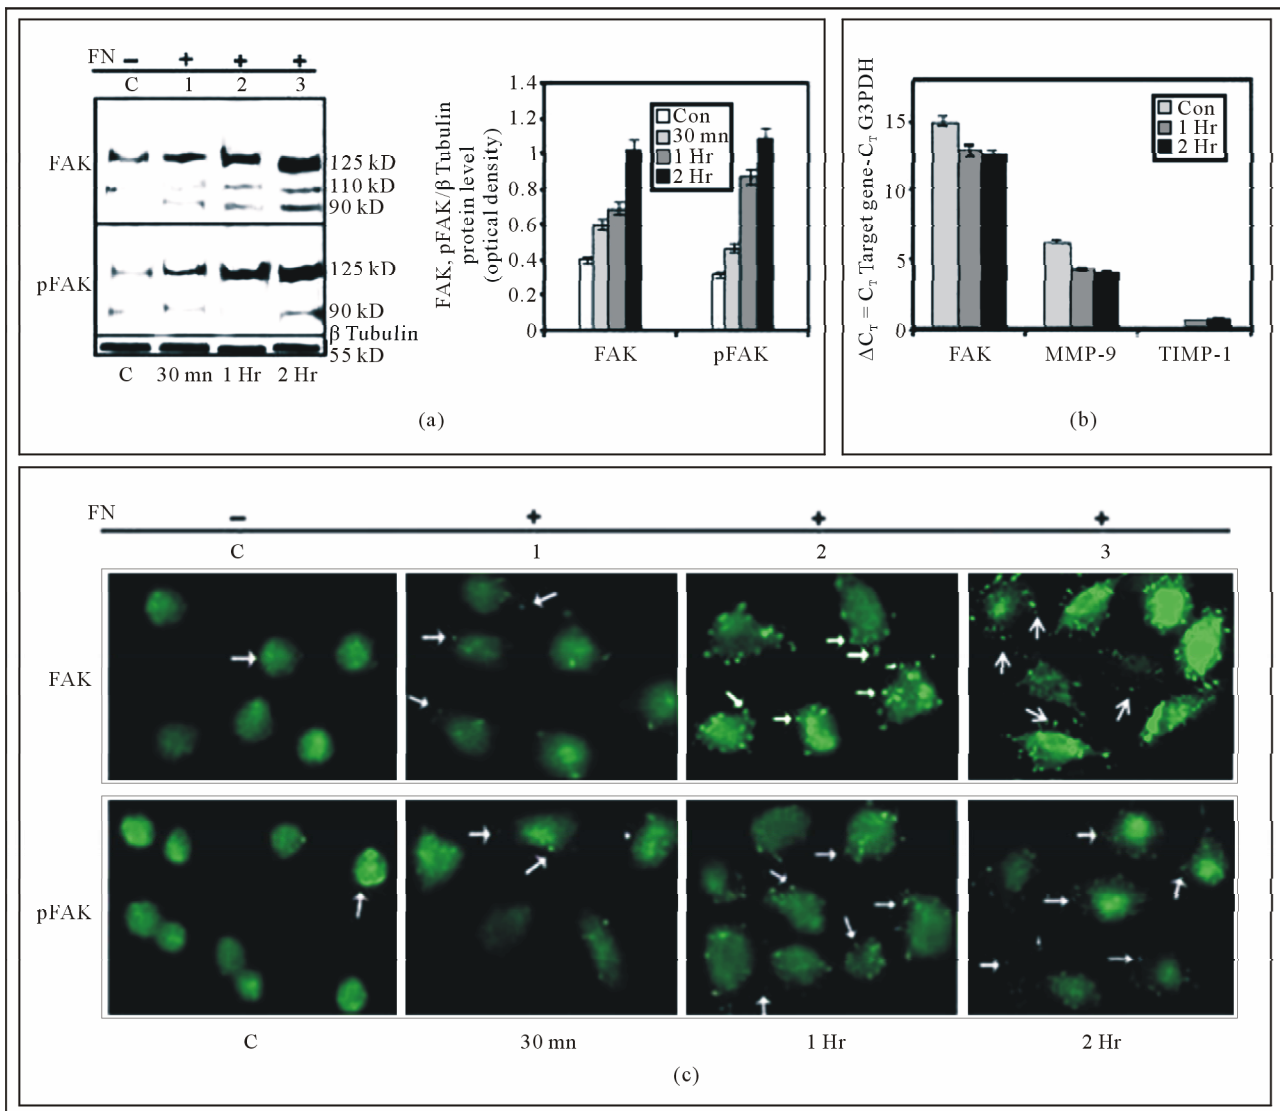 FN − + + +
C 1 2 3
FAK
125 kD
110 kD
90 kD
pFAK
125 kD
90 kD
β Tubulin
55 kD
C 30 mn 1 Hr 2 Hr
FAK, pFAK/β Tubulin
protein level
(optical density)
1.4
1.2
1
0.8
0.6
0.4
0.2
0
Con
30 mn
1 Hr
2 Hr
FAK pFAK
(a)
ΔC_T = C_T Target gene-C_T G3PDH
15
10
5
0
Con
1 Hr
2 Hr
FAK MMP-9 TIMP-1
(b)
FN − + + +
C 1 2 3
FAK
pFAK
C 30 mn 1 Hr 2 Hr
(c)